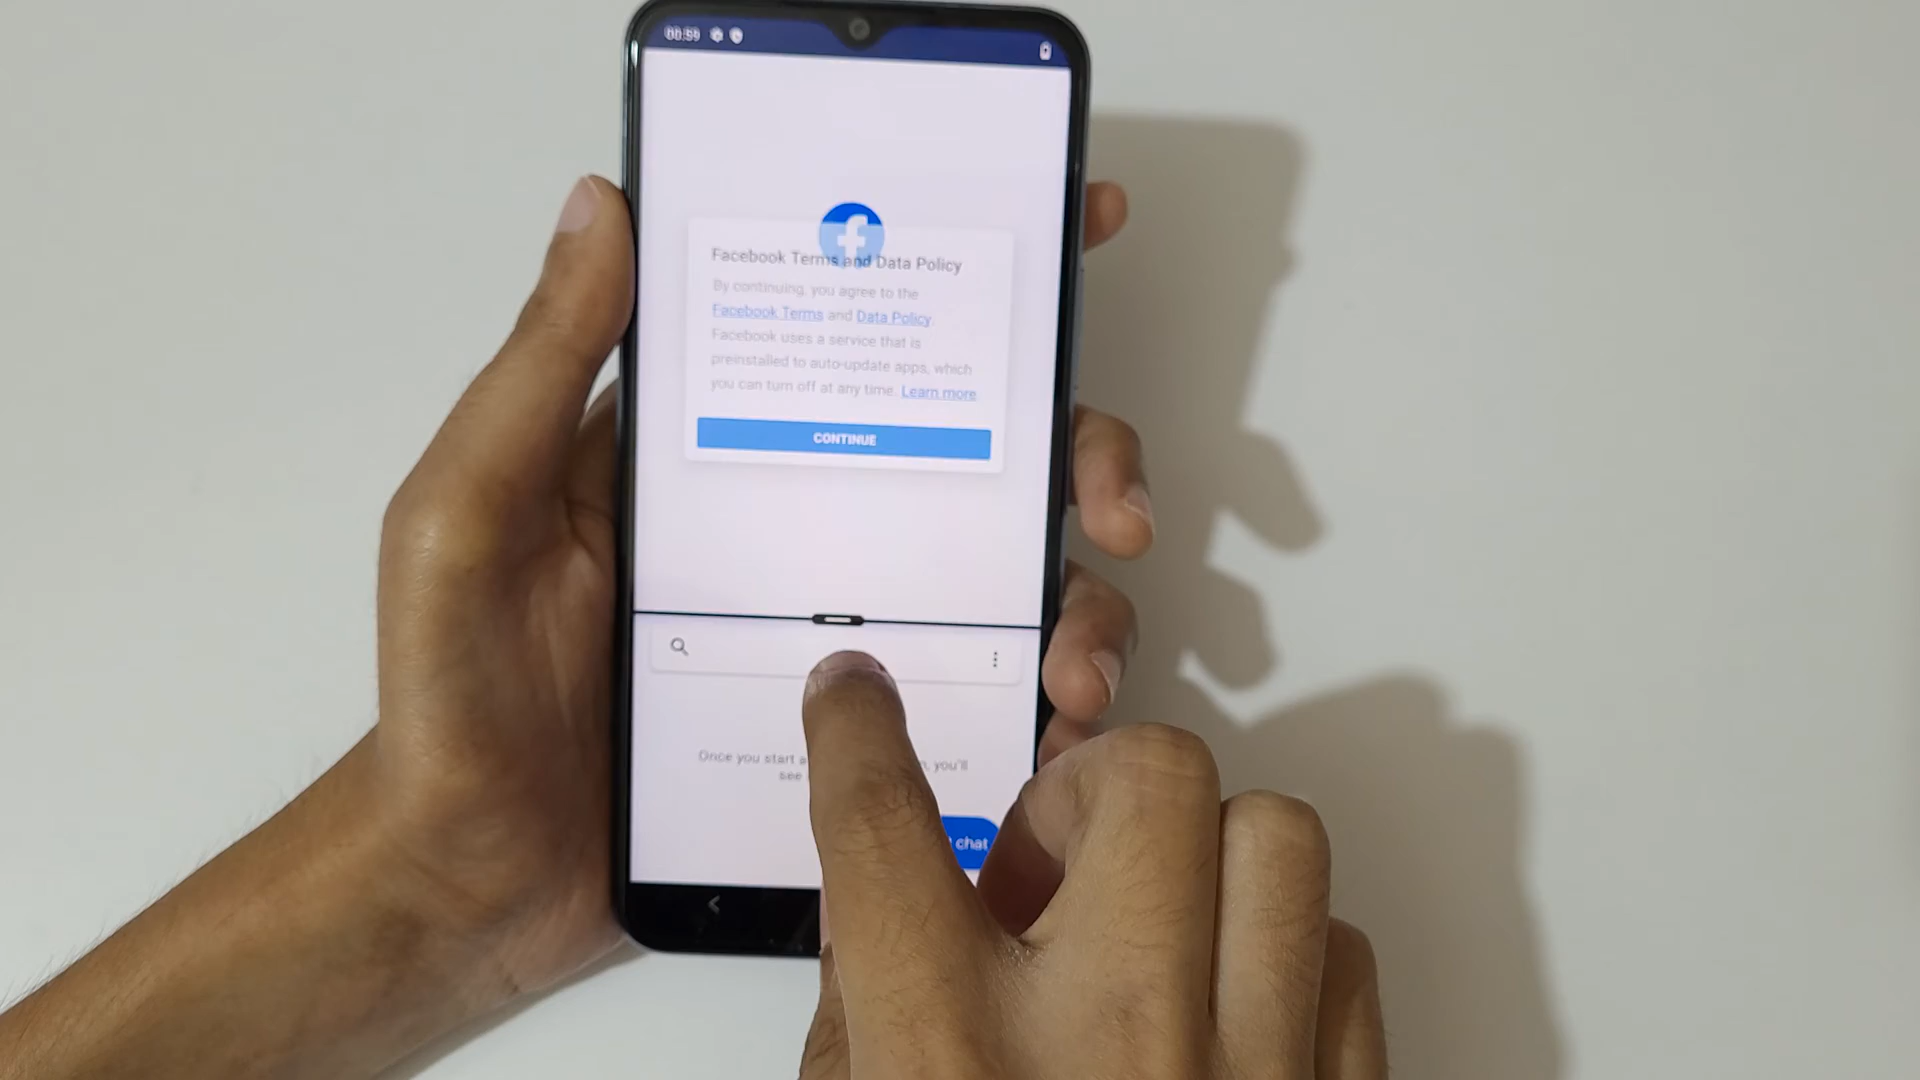 00:59
Facebook Terms and Data Policy
By continuing, you agree to the
Facebook Terms and Data Policy.
Facebook uses a service that is
preinstalled to auto-update apps, which
you can turn off at any time. Learn more
CONTINUE
Once you start a you'll
see
chat